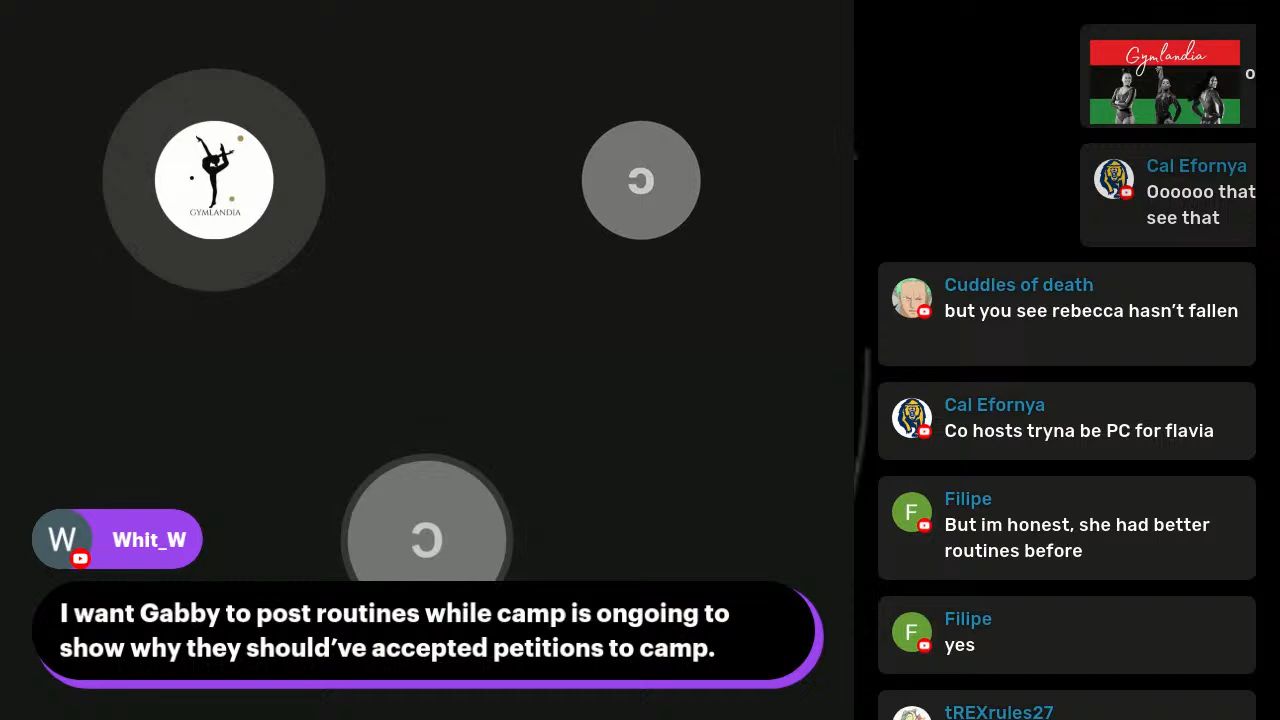 GYMLANDIA
ɔ
ɔ
W
Whit_W
I want Gabby to post routines while camp is ongoing to
show why they should’ve accepted petitions to camp.
Gymlandia
o
Cal Efornya
Oooooo that
see that
Cuddles of death
but you see rebecca hasn’t fallen
Cal Efornya
Co hosts tryna be PC for flavia
F
Filipe
But im honest, she had better
routines before
F
Filipe
yes
tREXrules27